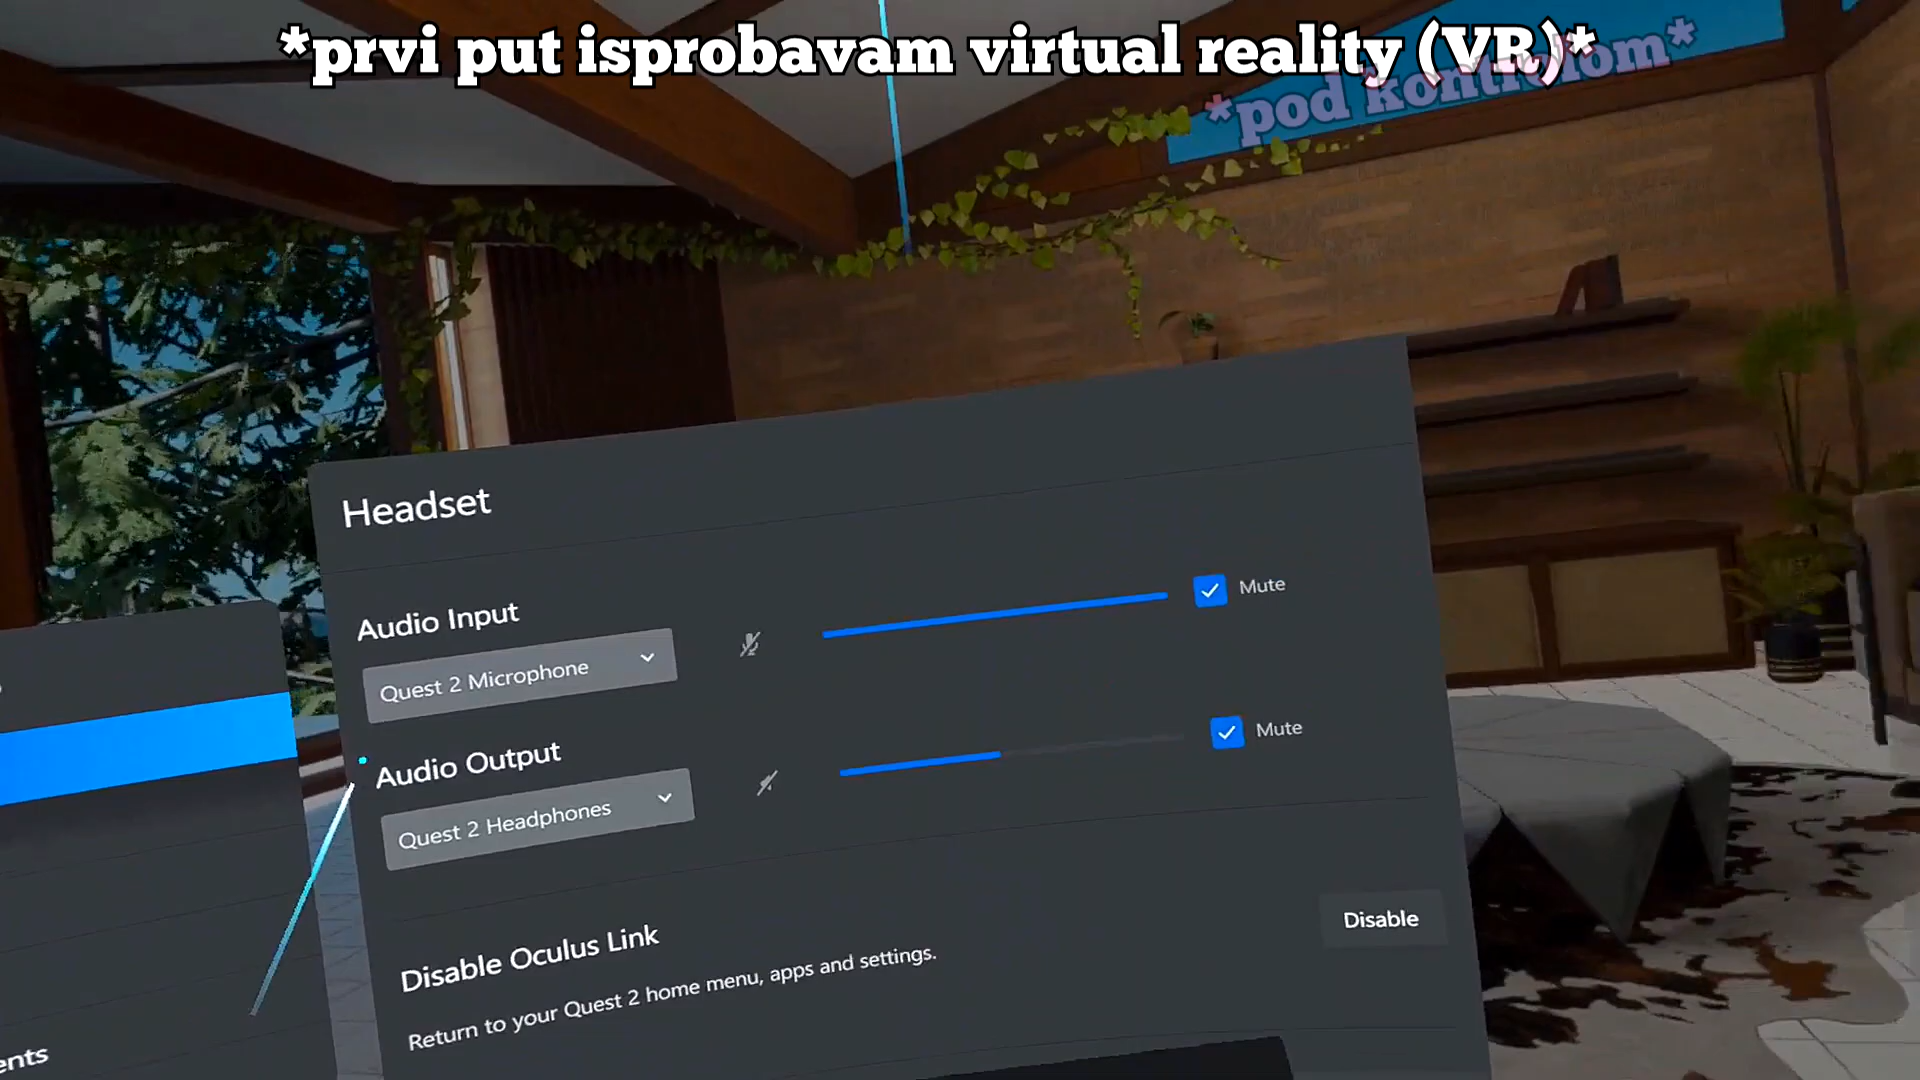 *prvi put isprobavam virtual reality (VR)*
*pod kontrolom*
Headset
Audio Input
Mute
Quest 2 Microphone
Audio Output
Mute
Quest 2 Headphones
Disable Oculus Link
Disable
Return to your Quest 2 home menu, apps and settings.
ents